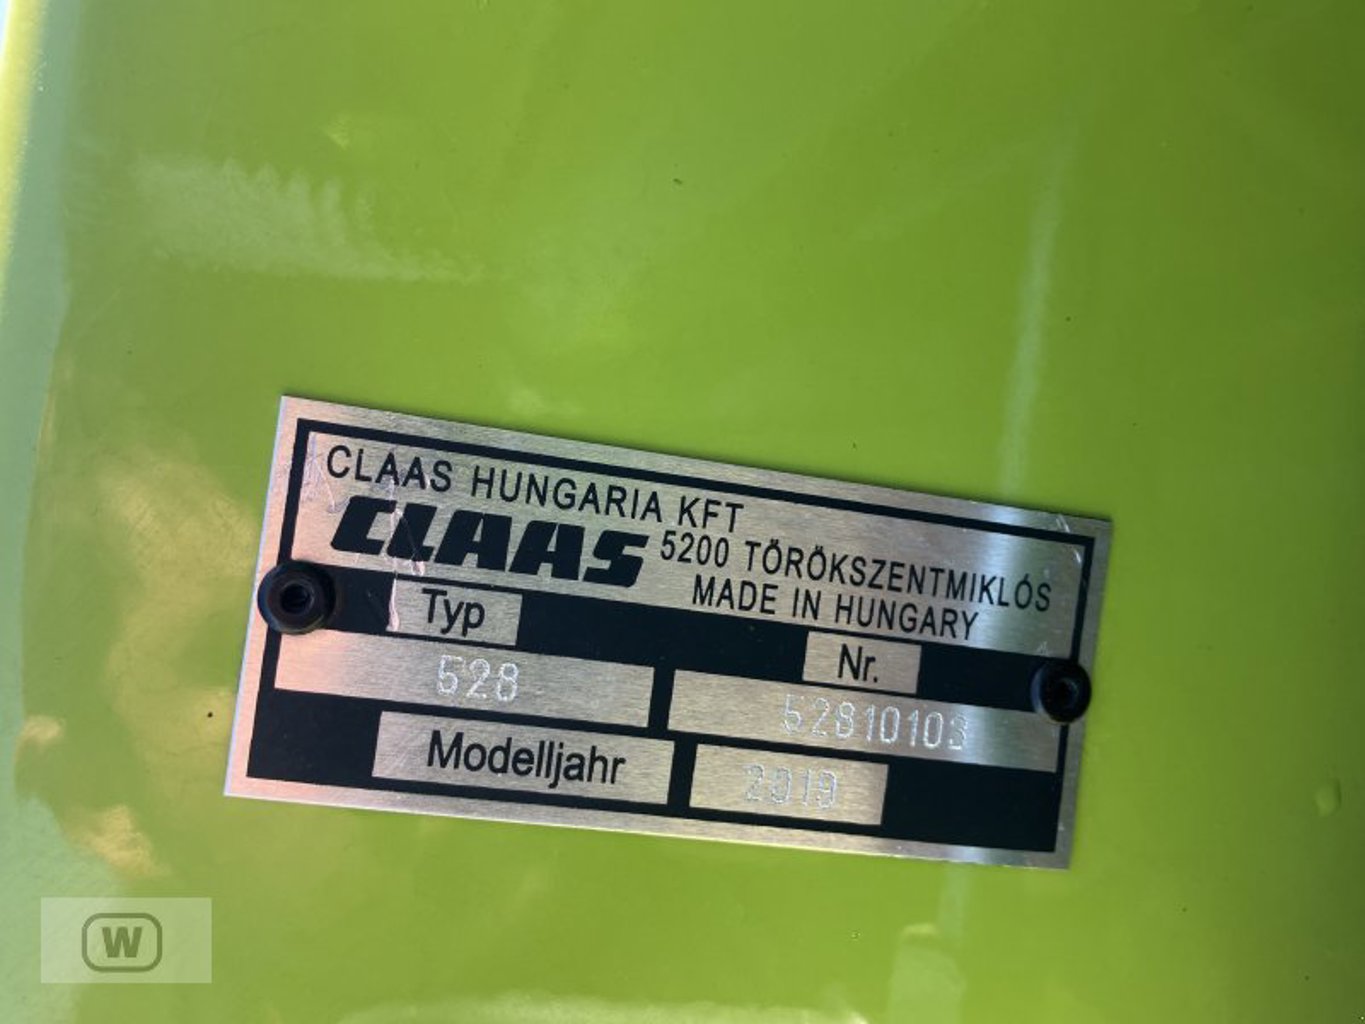 CLAAS HUNGARIA KFT
CLAAS 5200 TÖRÖKSZENTMIKLÓS
MADE IN HUNGARY
Typ Nr.
528 52810103
Modelljahr 2019
W